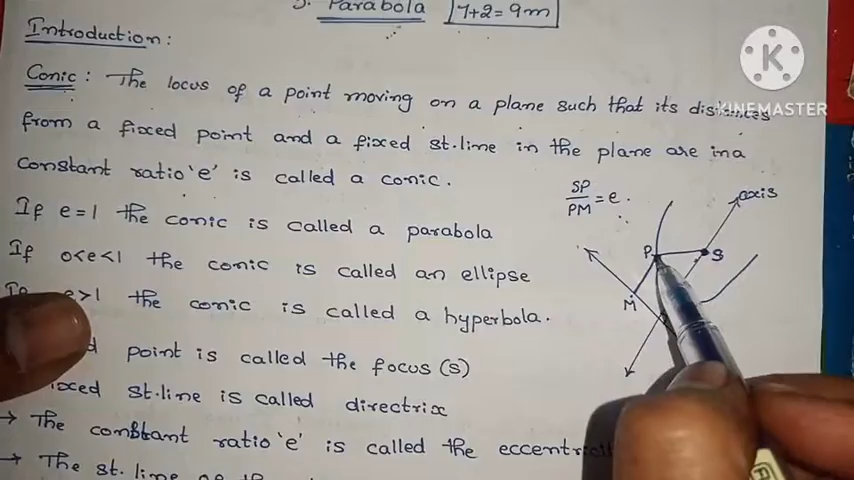 Parabola
7+2=9m
Introduction:
Conic: The locus of a point moving on a plane such that its distances
from a fixed point and a fixed st.line in the plane are in a
constant ratio 'e' is called a conic.
SP/PM = e.
axis
P
S
M
If e=1 the conic is called a parabola
If 0<e<1 the conic is called an ellipse
e>1 the conic is called a hyperbola.
point is called the focus (S)
st.line is called directrix
→ The constant ratio 'e' is called the
→ The st. line
K
KINEMASTER